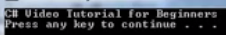 C# Video Tutorial for Beginners
Press any key to continue . . .